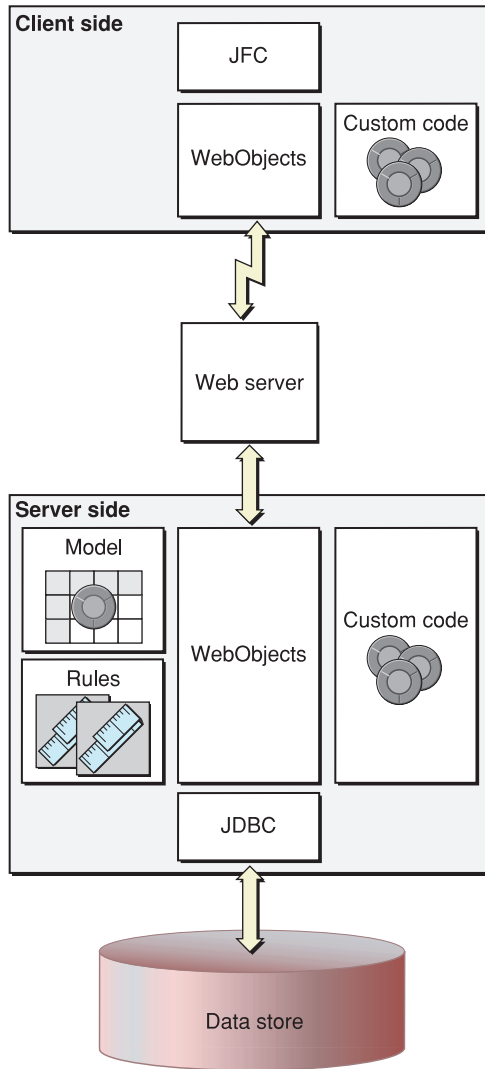 Client side
JFC
WebObjects
Custom code
Web server
Server side
Model
WebObjects
Custom code
Rules
JDBC
Data store